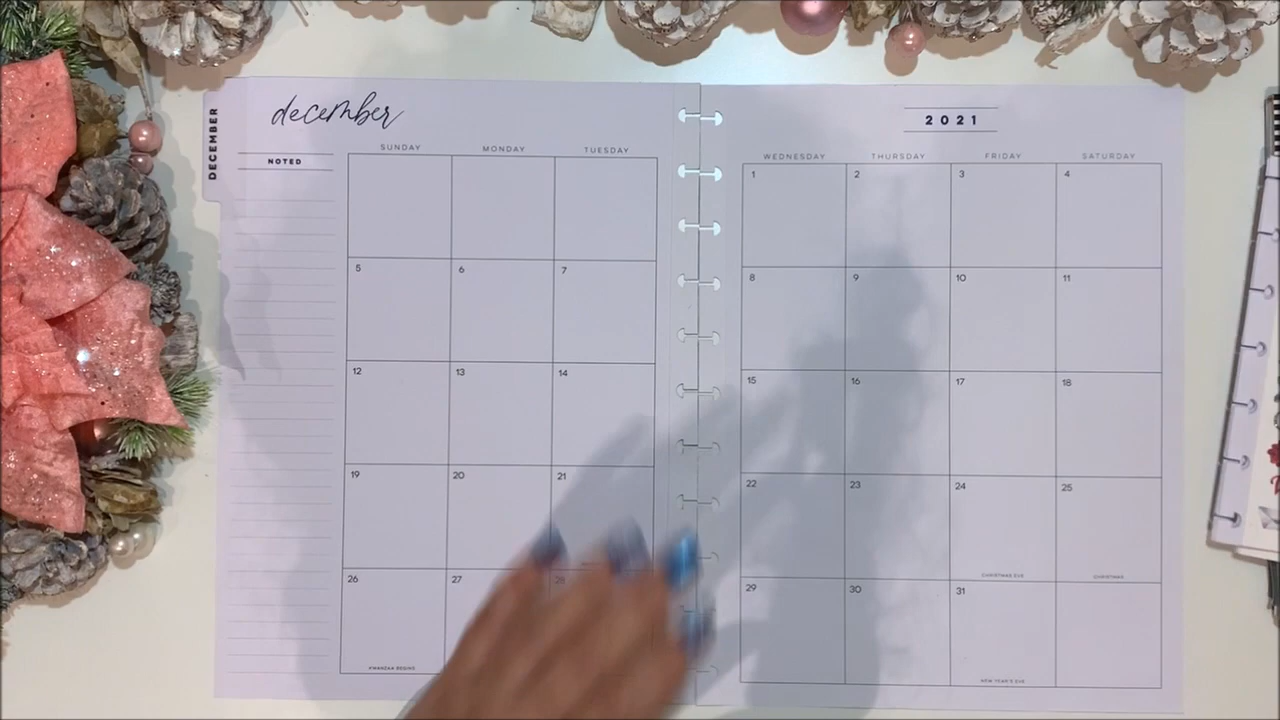 december
2021
DECEMBER
NOTED
SUNDAY MONDAY TUESDAY WEDNESDAY THURSDAY FRIDAY SATURDAY
1 2 3 4
5 6 7 8 9 10 11
12 13 14 15 16 17 18
19 20 21 22 23 24 25
CHRISTMAS EVE CHRISTMAS
26 27 28 29 30 31
KWANZAA BEGINS NEW YEAR'S EVE